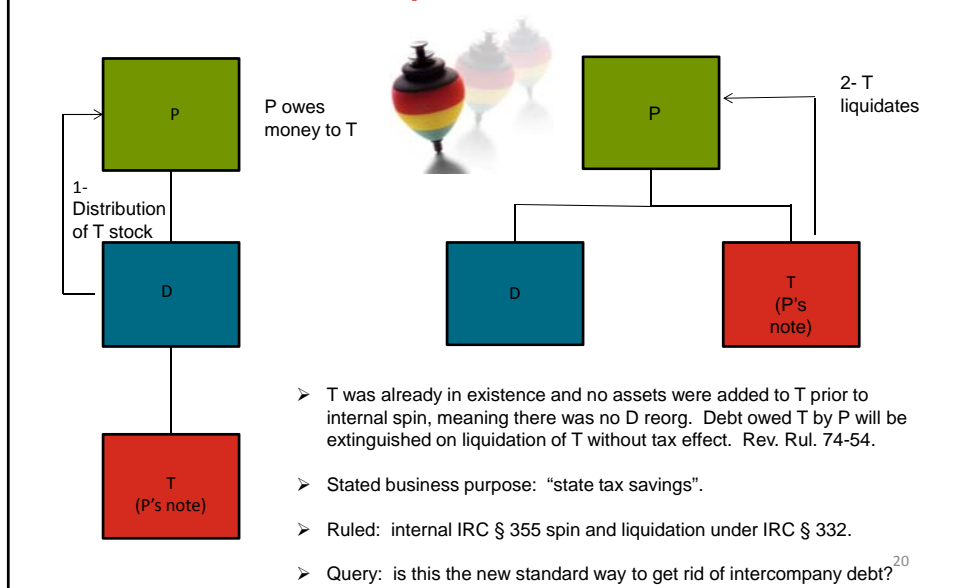 P
P owes
money to T
1-
Distribution
of T stock
D
T
(P's note)
P
2- T
liquidates
D
T
(P's
note)
➢ T was already in existence and no assets were added to T prior to
internal spin, meaning there was no D reorg. Debt owed T by P will be
extinguished on liquidation of T without tax effect. Rev. Rul. 74-54.
➢ Stated business purpose: “state tax savings”.
➢ Ruled: internal IRC § 355 spin and liquidation under IRC § 332.
➢ Query: is this the new standard way to get rid of intercompany debt?
20